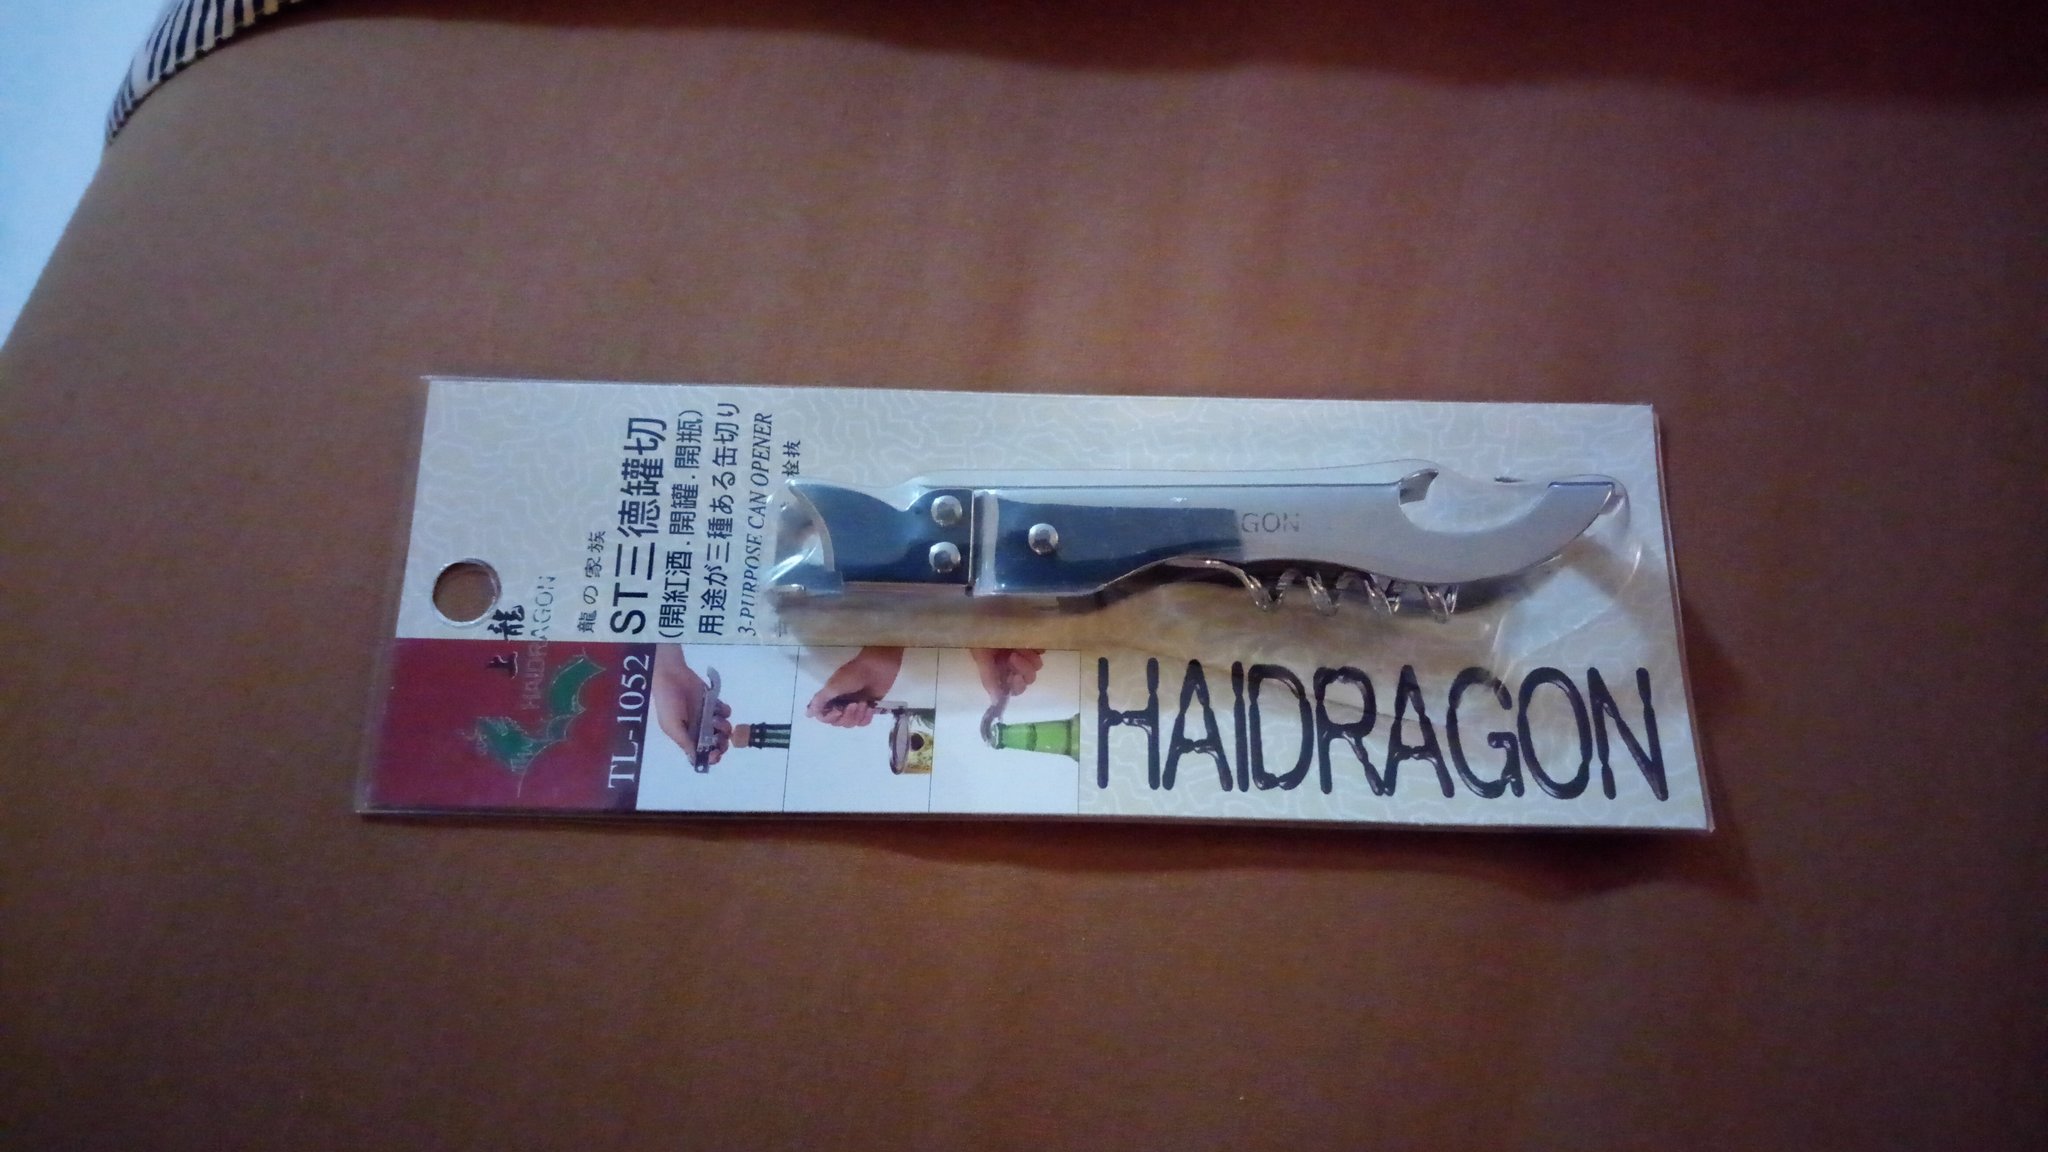 上龍
HAIDRAGON
龍の家族
ST三德罐切
(開紅酒.開罐.開瓶)
用途が三種ある缶切り
3-PURPOSE CAN OPENER
栓抜
TL-1052
GON
HAIDRAGON